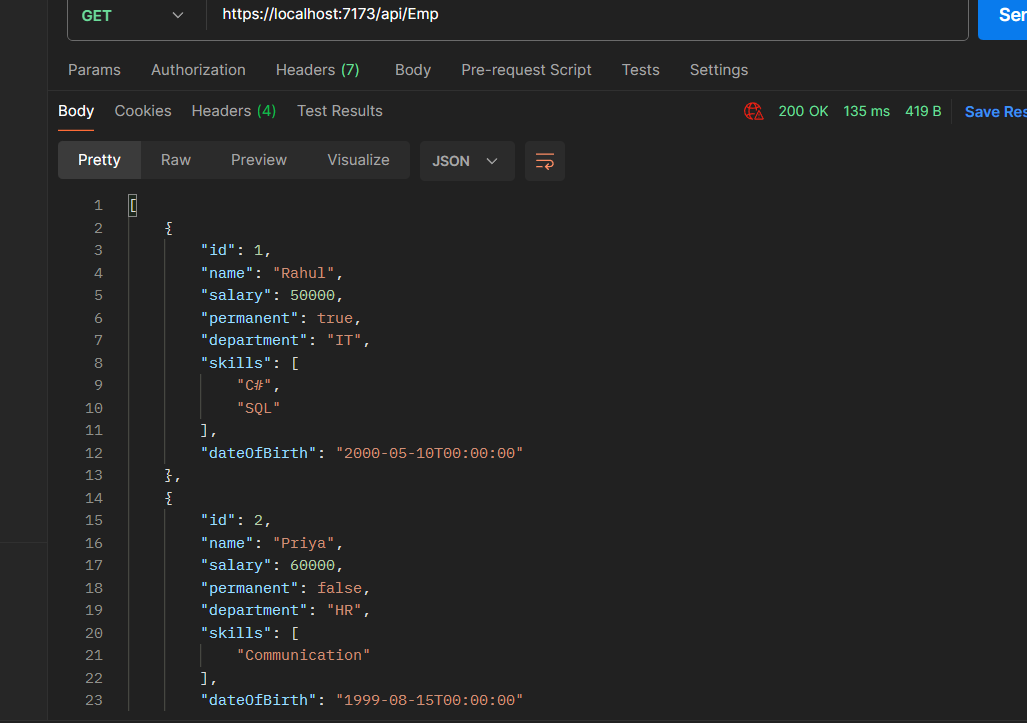 GET https://localhost:7173/api/Emp
Params Authorization Headers (7) Body Pre-request Script Tests Settings
Body Cookies Headers (4) Test Results 200 OK 135 ms 419 B Save Res
Pretty Raw Preview Visualize JSON
1 [
2 {
3 "id": 1,
4 "name": "Rahul",
5 "salary": 50000,
6 "permanent": true,
7 "department": "IT",
8 "skills": [
9 "C#",
10 "SQL"
11 ],
12 "dateOfBirth": "2000-05-10T00:00:00"
13 },
14 {
15 "id": 2,
16 "name": "Priya",
17 "salary": 60000,
18 "permanent": false,
19 "department": "HR",
20 "skills": [
21 "Communication"
22 ],
23 "dateOfBirth": "1999-08-15T00:00:00"